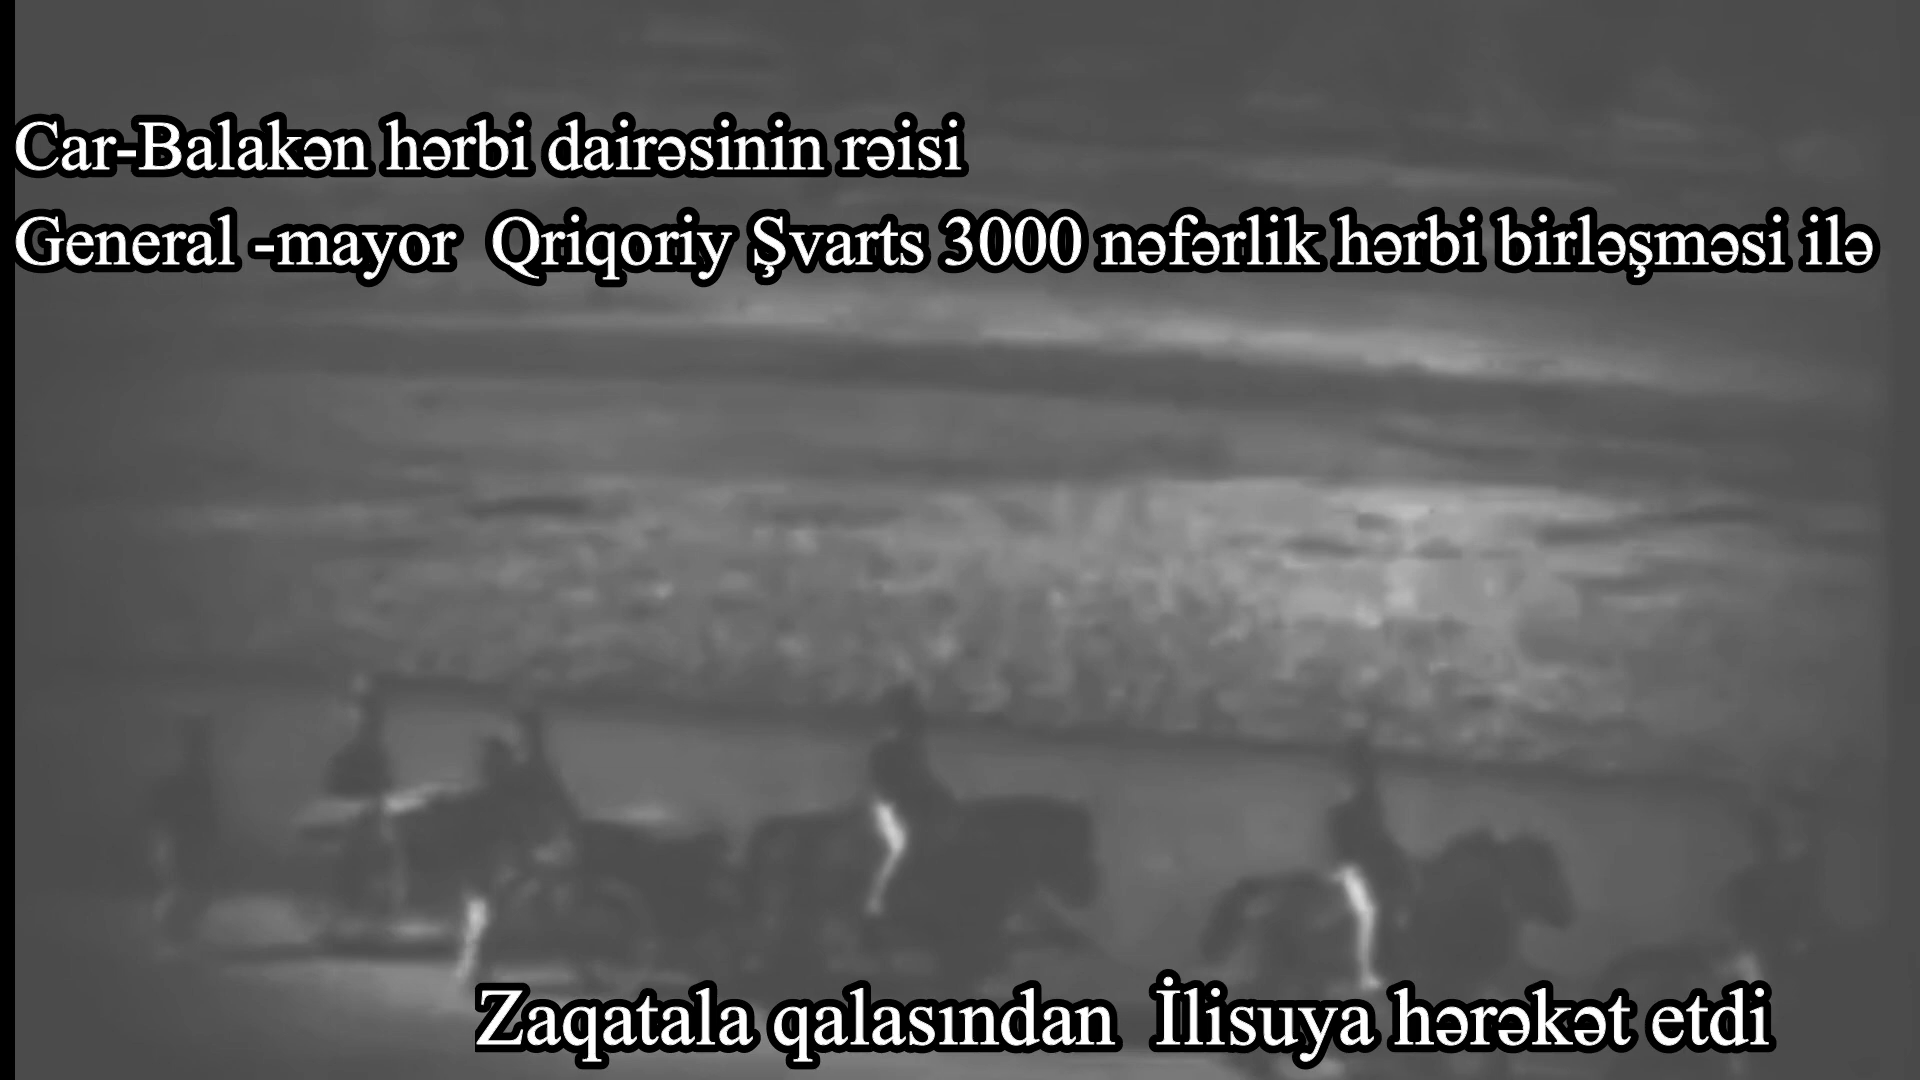 Car-Balakən hərbi dairəsinin rəisi
General -mayor Qriqoriy Şvarts 3000 nəfərlik hərbi birləşməsi ilə
Zaqatala qalasından İlisuya hərəkət etdi